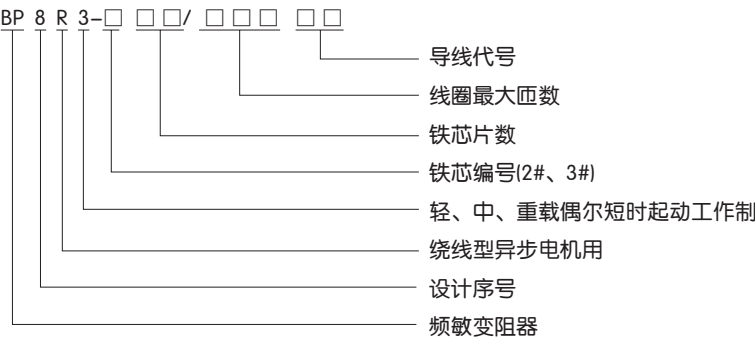 BP 8 R 3-□ □□/ □□□ □□
导线代号
线圈最大匝数
铁芯片数
铁芯编号(2#、3#)
轻、中、重载偶尔短时起动工作制
绕线型异步电机用
设计序号
频敏变阻器